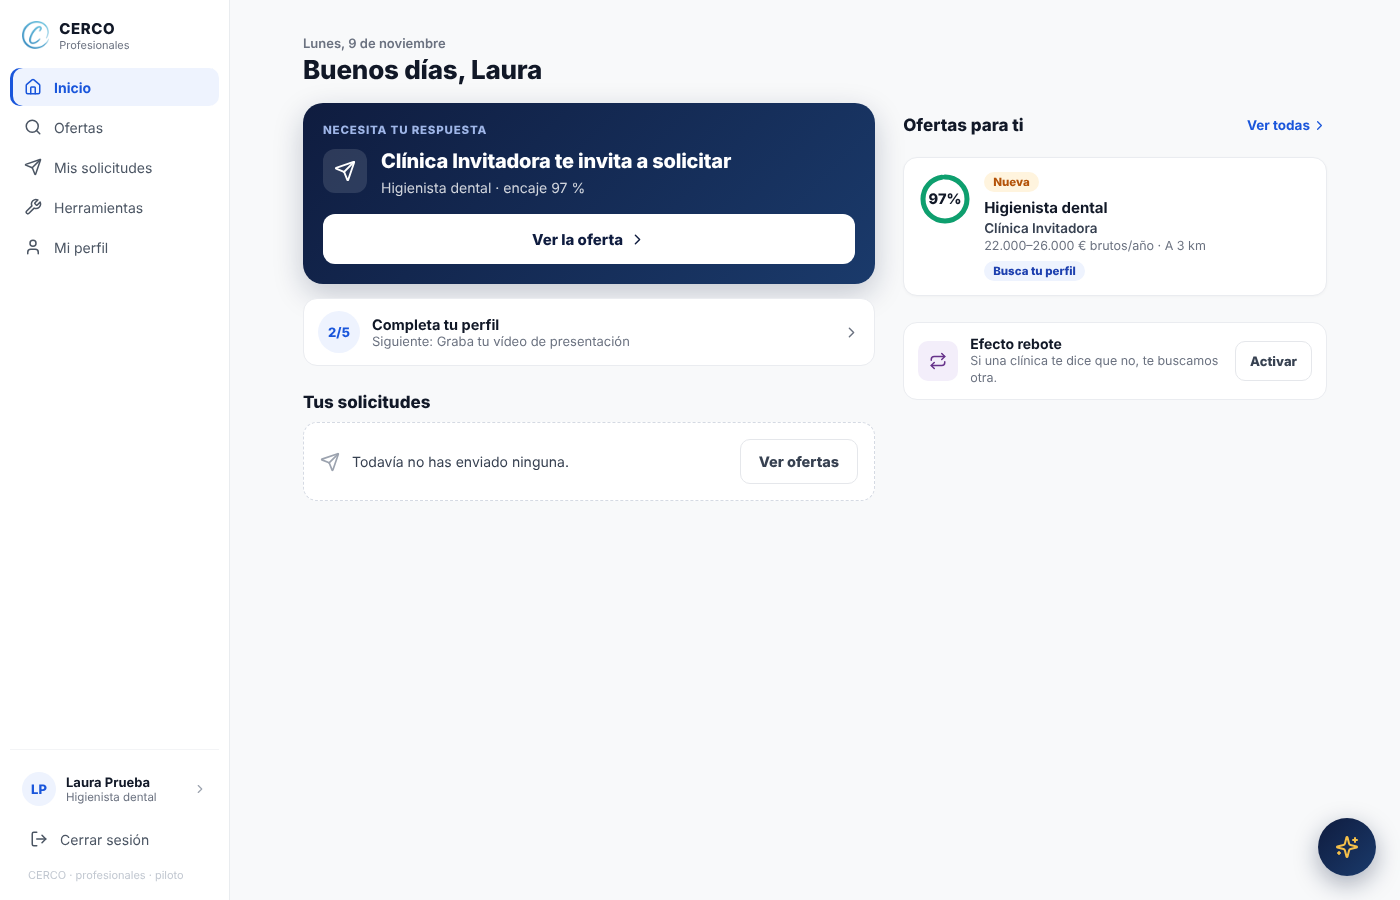 CERCO
Profesionales
Inicio
Ofertas
Mis solicitudes
Herramientas
Mi perfil
Laura Prueba
LP
Higienista dental
Cerrar sesión
CERCO · profesionales · piloto
Lunes, 9 de noviembre
Buenos días, Laura
NECESITA TU RESPUESTA
Clínica Invitadora te invita a solicitar
Higienista dental · encaje 97 %
Ver la oferta
2/5
Completa tu perfil
Siguiente: Graba tu vídeo de presentación
Tus solicitudes
Todavía no has enviado ninguna.
Ver ofertas
Ofertas para ti
Ver todas
97%
Nueva
Higienista dental
Clínica Invitadora
22.000–26.000 € brutos/año · A 3 km
Busca tu perfil
Efecto rebote
Si una clínica te dice que no, te buscamos
otra.
Activar